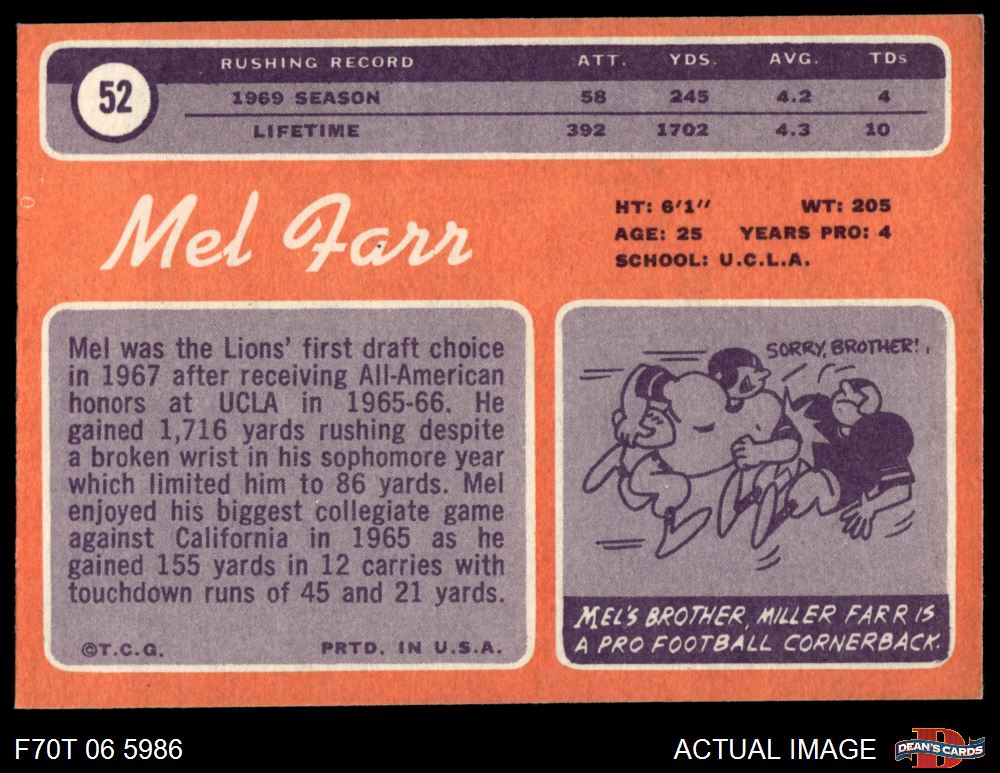 52
RUSHING RECORD ATT. YDS. AVG. TDs
1969 SEASON 58 245 4.2 4
LIFETIME 392 1702 4.3 10
Mel Farr
HT: 6'1" WT: 205
AGE: 25 YEARS PRO: 4
SCHOOL: U.C.L.A.
Mel was the Lions' first draft choice
in 1967 after receiving All-American
honors at UCLA in 1965-66. He
gained 1,716 yards rushing despite
a broken wrist in his sophomore year
which limited him to 86 yards. Mel
enjoyed his biggest collegiate game
against California in 1965 as he
gained 155 yards in 12 carries with
touchdown runs of 45 and 21 yards.
©T.C.G. PRTD. IN U.S.A.
SORRY, BROTHER!
MEL'S BROTHER, MILLER FARR IS
A PRO FOOTBALL CORNERBACK.
F70T 06 5986
ACTUAL IMAGE
D
DEAN'S CARDS